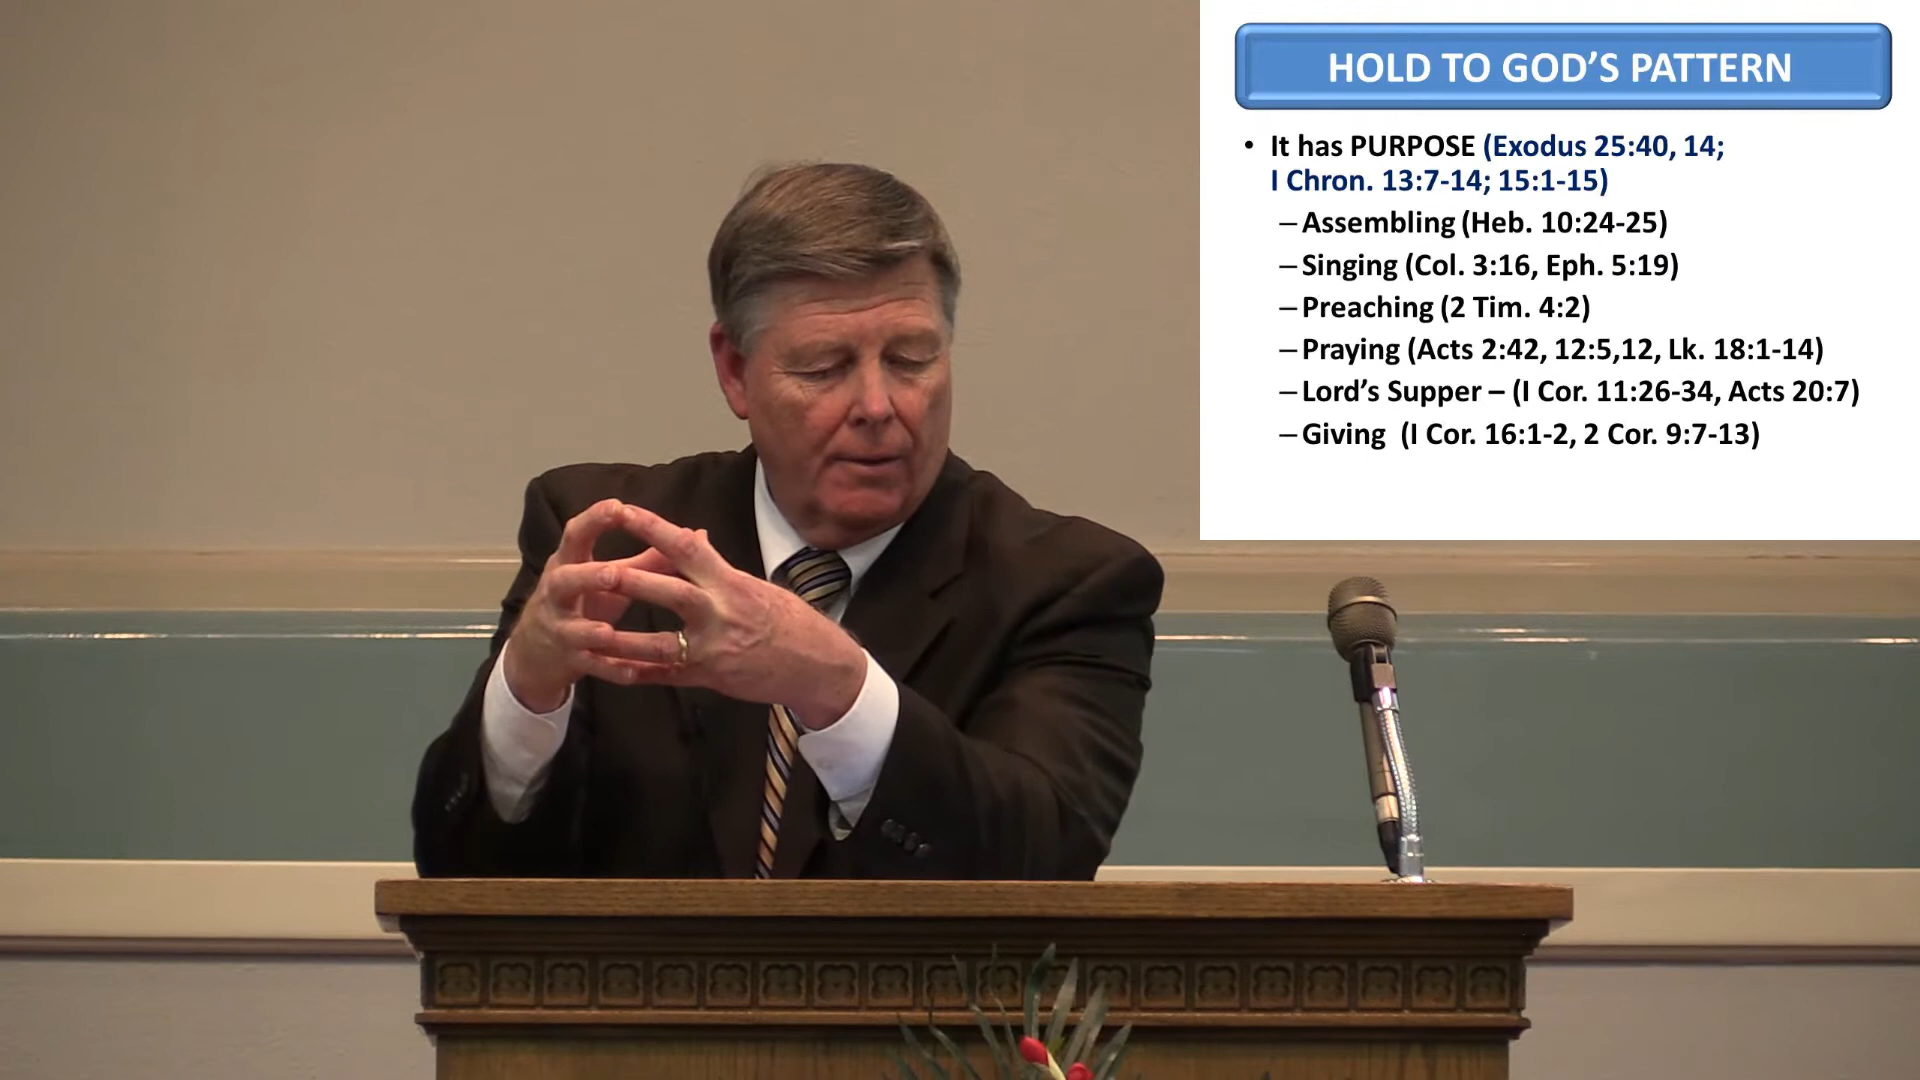 HOLD TO GOD’S PATTERN
• It has PURPOSE (Exodus 25:40, 14;
I Chron. 13:7-14; 15:1-15)
– Assembling (Heb. 10:24-25)
– Singing (Col. 3:16, Eph. 5:19)
– Preaching (2 Tim. 4:2)
– Praying (Acts 2:42, 12:5,12, Lk. 18:1-14)
– Lord’s Supper – (I Cor. 11:26-34, Acts 20:7)
– Giving  (I Cor. 16:1-2, 2 Cor. 9:7-13)